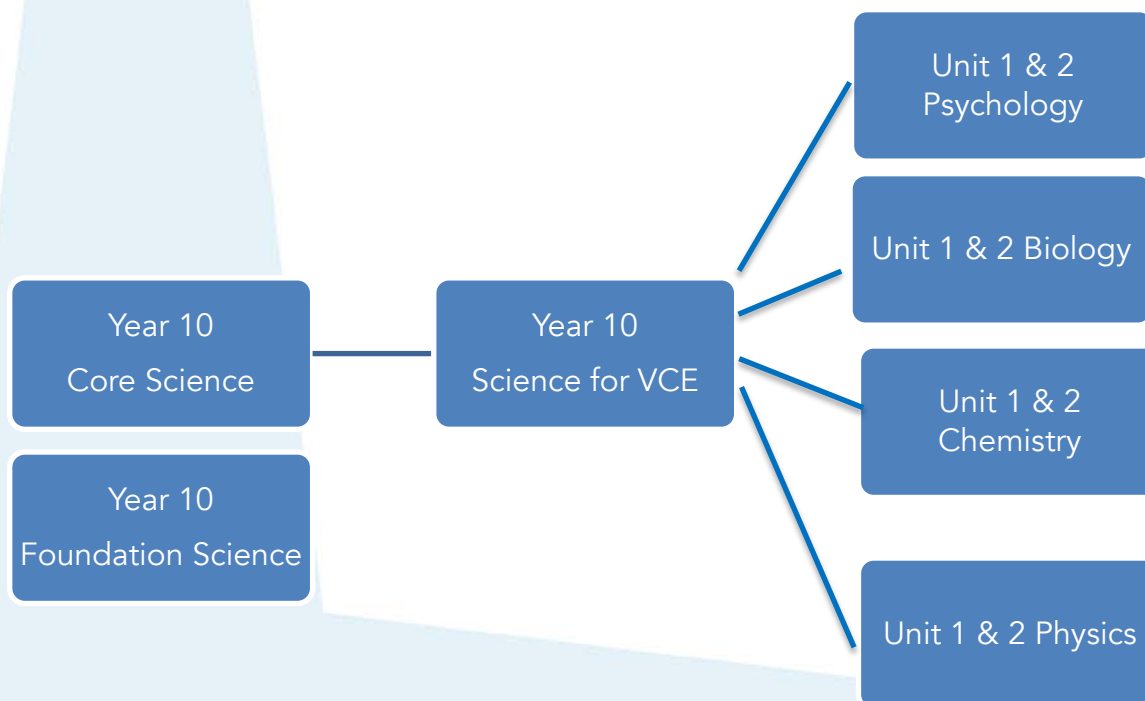 Year 10
Core Science
Year 10
Foundation Science
Year 10
Science for VCE
Unit 1 & 2
Psychology
Unit 1 & 2 Biology
Unit 1 & 2
Chemistry
Unit 1 & 2 Physics